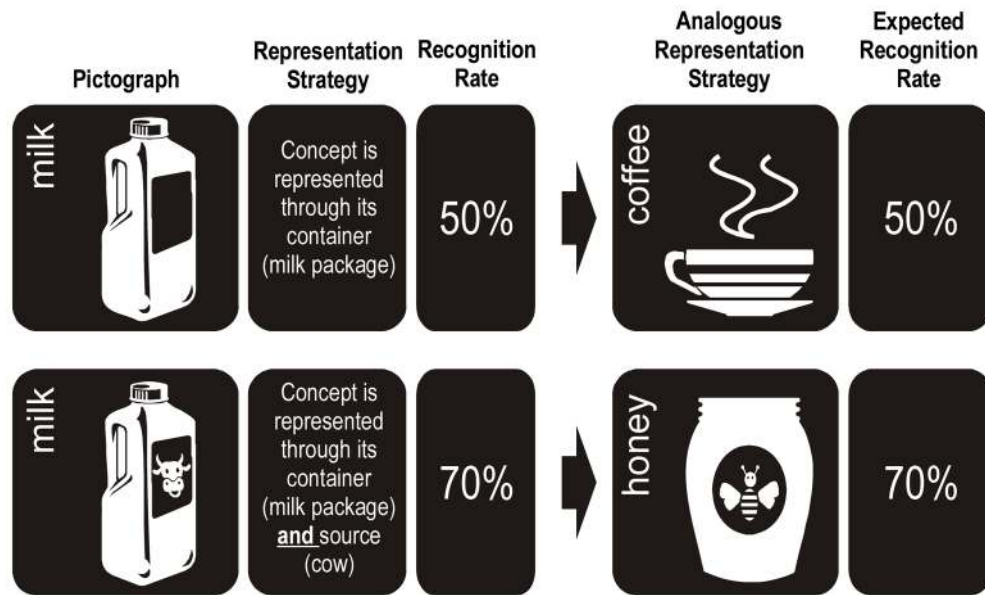 Pictograph
Representation
Strategy
Recognition
Rate
Analogous
Representation
Strategy
Expected
Recognition
Rate
milk
Concept is
represented
through its
container
(milk package)
50%
coffee
50%
milk
Concept is
represented
through its
container
(milk package)
and source
(cow)
70%
honey
70%